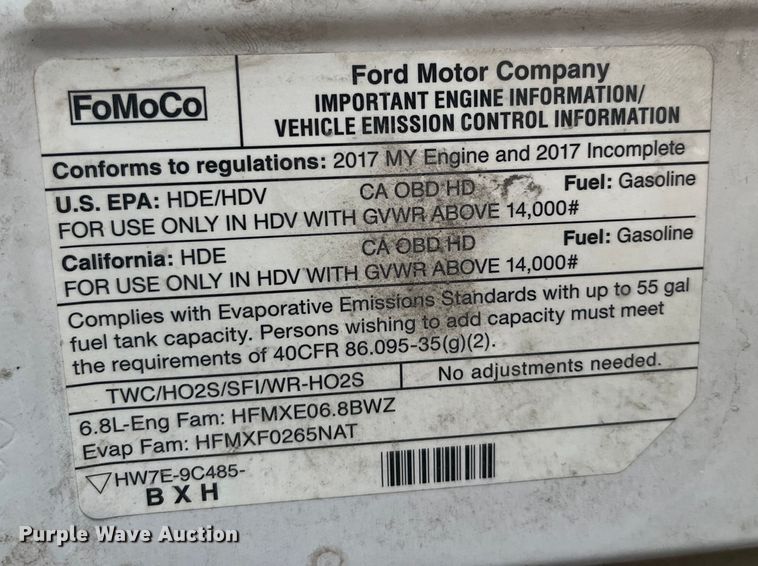 FoMoCo
Ford Motor Company
IMPORTANT ENGINE INFORMATION/
VEHICLE EMISSION CONTROL INFORMATION
Conforms to regulations: 2017 MY Engine and 2017 Incomplete
U.S. EPA: HDE/HDV CA OBD HD Fuel: Gasoline
FOR USE ONLY IN HDV WITH GVWR ABOVE 14,000#
California: HDE CA OBD HD Fuel: Gasoline
FOR USE ONLY IN HDV WITH GVWR ABOVE 14,000#
Complies with Evaporative Emissions Standards with up to 55 gal
fuel tank capacity. Persons wishing to add capacity must meet
the requirements of 40CFR 86.095-35(g)(2).
TWC/HO2S/SFI/WR-HO2S No adjustments needed.
6.8L-Eng Fam: HFMXE06.8BWZ
Evap Fam: HFMXF0265NAT
HW7E-9C485-
B X H
Purple Wave Auction